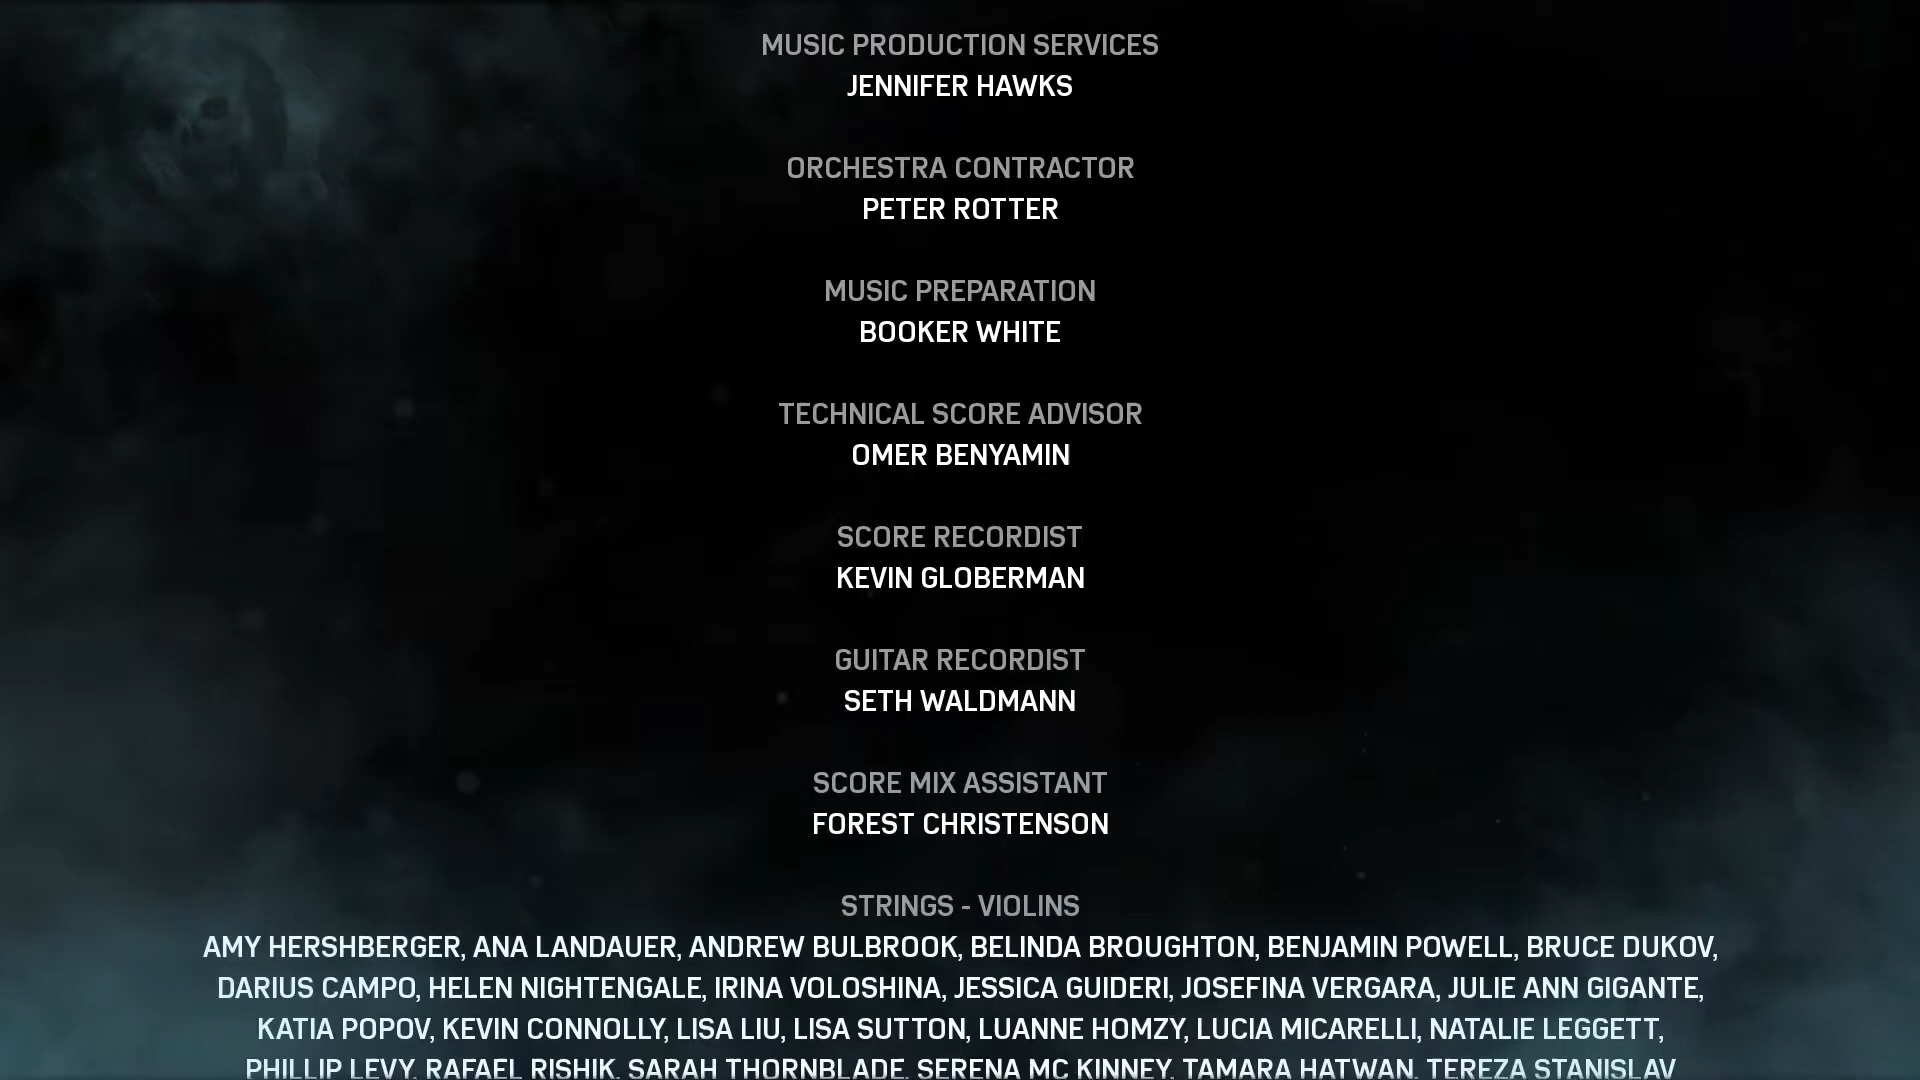 MUSIC PRODUCTION SERVICES
JENNIFER HAWKS
ORCHESTRA CONTRACTOR
PETER ROTTER
MUSIC PREPARATION
BOOKER WHITE
TECHNICAL SCORE ADVISOR
OMER BENYAMIN
SCORE RECORDIST
KEVIN GLOBERMAN
GUITAR RECORDIST
SETH WALDMANN
SCORE MIX ASSISTANT
FOREST CHRISTENSON
STRINGS - VIOLINS
AMY HERSHBERGER, ANA LANDAUER, ANDREW BULBROOK, BELINDA BROUGHTON, BENJAMIN POWELL, BRUCE DUKOV,
DARIUS CAMPO, HELEN NIGHTENGALE, IRINA VOLOSHINA, JESSICA GUIDERI, JOSEFINA VERGARA, JULIE ANN GIGANTE,
KATIA POPOV, KEVIN CONNOLLY, LISA LIU, LISA SUTTON, LUANNE HOMZY, LUCIA MICARELLI, NATALIE LEGGETT,
PHILLIP LEVY, RAFAEL RISHIK, SARAH THORNBLADE, SERENA MC KINNEY, TAMARA HATWAN, TEREZA STANISLAV